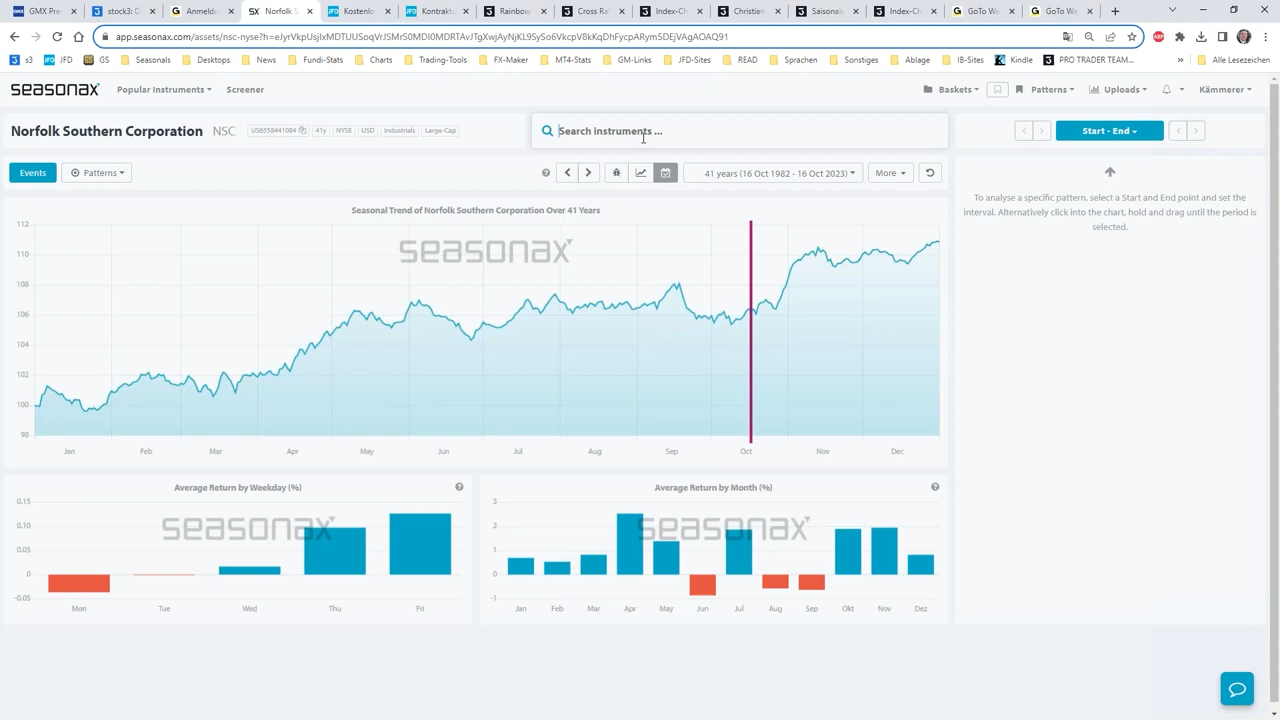 GMX Pre
stock3: D
Anmeldun
Norfolk S
Kostenlos
Kontrakt
Rainbow
Cross Ra
Index-Ch
Christian
Saisonal
Index-Ch
GoTo We
GoTo We
app.seasonax.com/assets/nsc-nyse?h=
s3
JFD
GS
Seasonals
Desktops
News
Fundi-Stats
Charts
Trading-Tools
FX-Maker
MT4-Stats
GM-Links
JFD-Sites
READ
Sprachen
Sonstiges
Ablage
IB-Sites
Kindle
PRO TRADER TEAM...
»
Alle Lesezeichen
seasonax
Popular Instruments
Screener
Baskets
Patterns
Uploads
Kämmerer
Norfolk Southern Corporation NSC US6558441084 41y NYSE USD Industrials Large-Cap
Search instruments ...
Start - End
Events
Patterns
41 years (16 Oct 1982 - 16 Oct 2023)
More
To analyse a specific pattern, select a Start and End point and set the
interval. Alternatively click into the chart, hold and drag until the period is
selected.
Seasonal Trend of Norfolk Southern Corporation Over 41 Years
seasonax
112
110
108
106
104
102
100
98
Jan Feb Mar Apr May Jun Jul Aug Sep Oct Nov Dec
Average Return by Weekday (%)
seasonax
0.15
0.10
0.05
0
-0.05
Mon Tue Wed Thu Fri
Average Return by Month (%)
seasonax
3
2
1
0
-1
Jan Feb Mar Apr May Jun Jul Aug Sep Okt Nov Dez